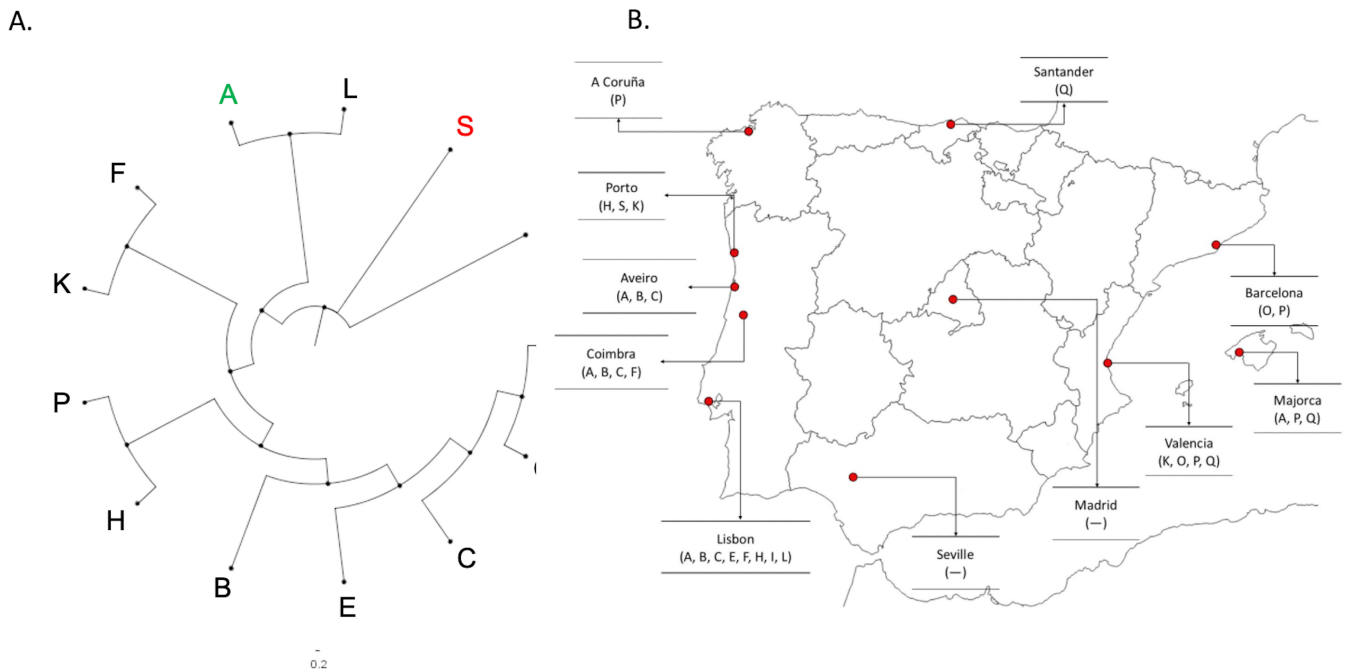 A.
B.
A
L
S
F
K
P
H
B
E
C
0.2
A Coruña
(P)
Santander
(Q)
Porto
(H, S, K)
Aveiro
(A, B, C)
Coimbra
(A, B, C, F)
Barcelona
(O, P)
Majorca
(A, P, Q)
Valencia
(K, O, P, Q)
Madrid
(—)
Lisbon
(A, B, C, E, F, H, I, L)
Seville
(—)